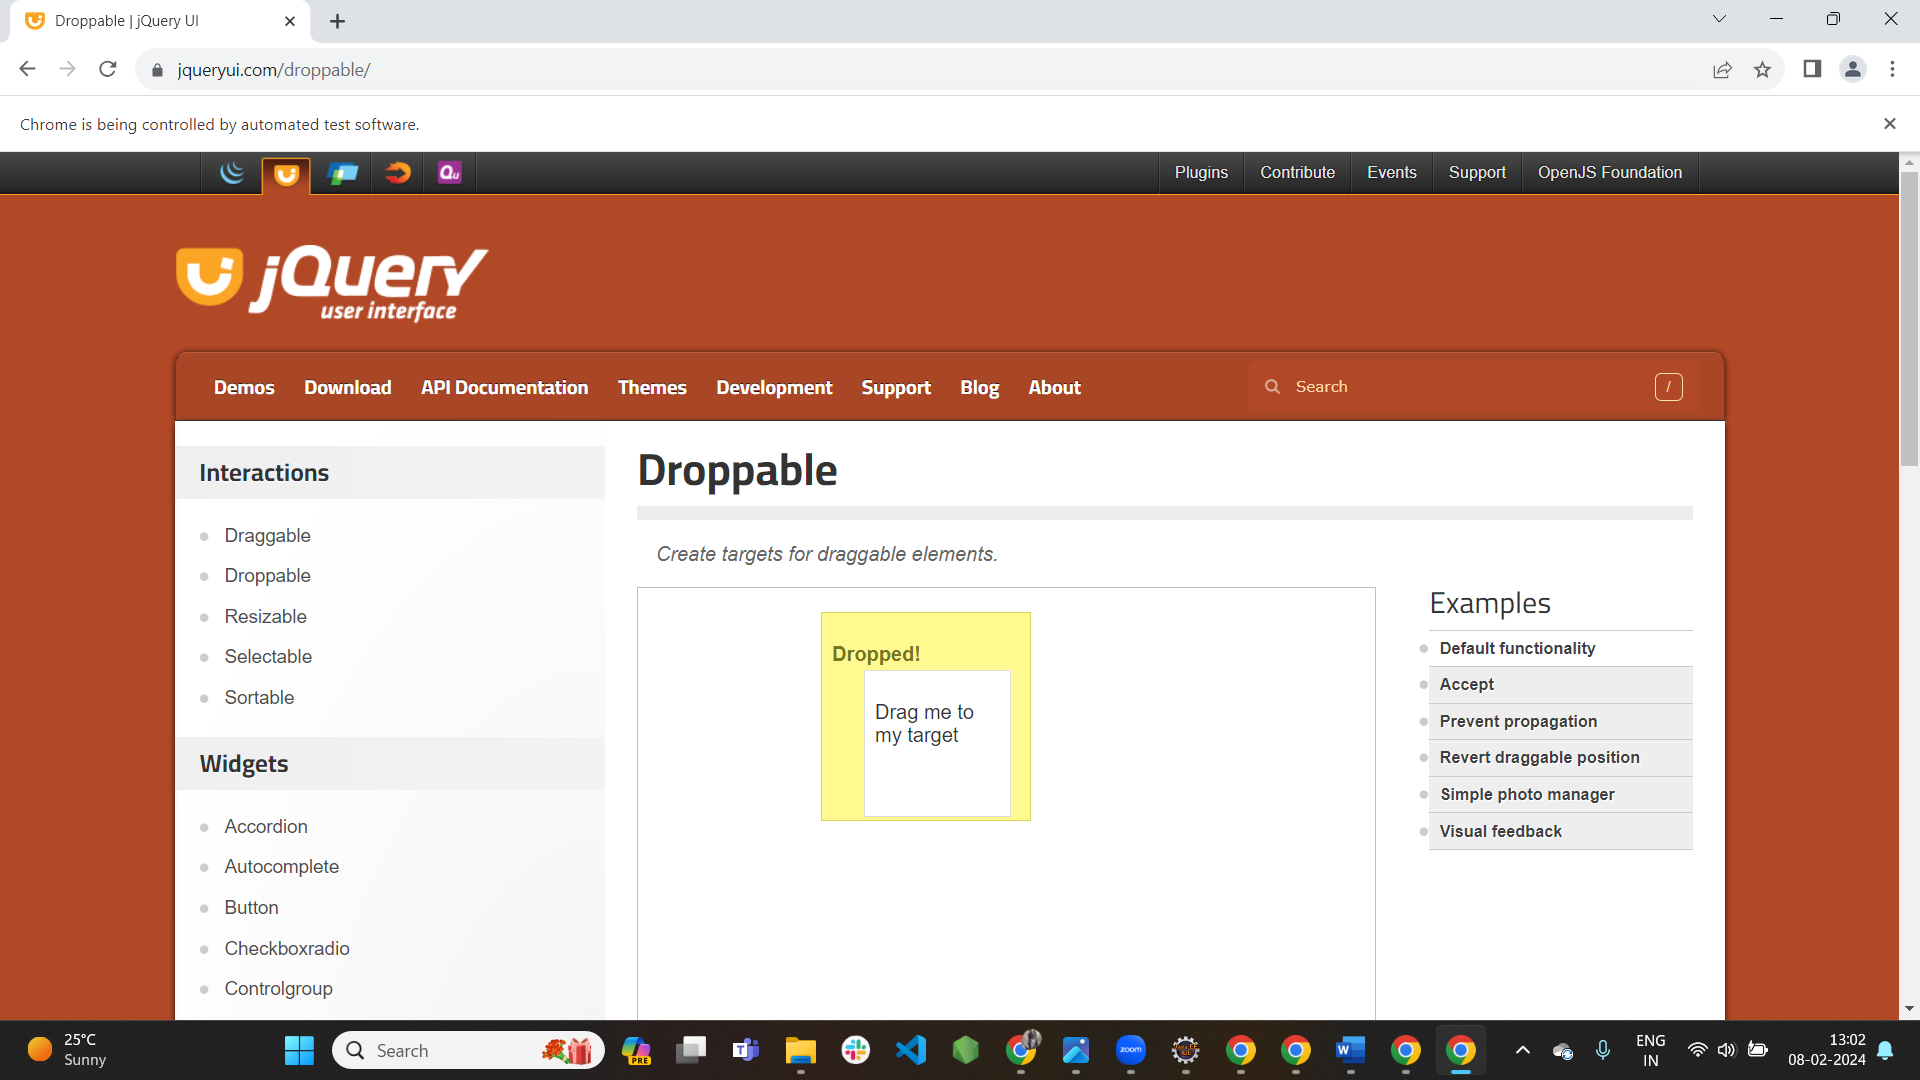 Droppable | jQuery UI
jqueryui.com/droppable/
Chrome is being controlled by automated test software.
Qu
Plugins Contribute Events Support OpenJS Foundation
jQuery
user interface
Demos Download API Documentation Themes Development Support Blog About Search /
Interactions
Draggable
Droppable
Resizable
Selectable
Sortable
Widgets
Accordion
Autocomplete
Button
Checkboxradio
Controlgroup
Droppable
Create targets for draggable elements.
Dropped!
Drag me to
my target
Examples
Default functionality
Accept
Prevent propagation
Revert draggable position
Simple photo manager
Visual feedback
25°C
Sunny
Search
PRE
zoom
ENG
IN
13:02
08-02-2024